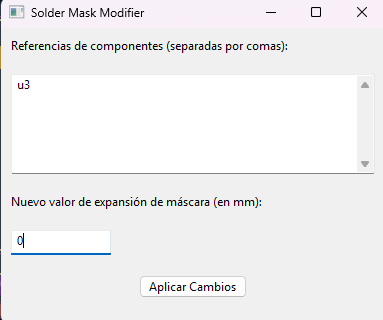 Solder Mask Modifier
Referencias de componentes (separadas por comas):
u3
Nuevo valor de expansión de máscara (en mm):
0
Aplicar Cambios